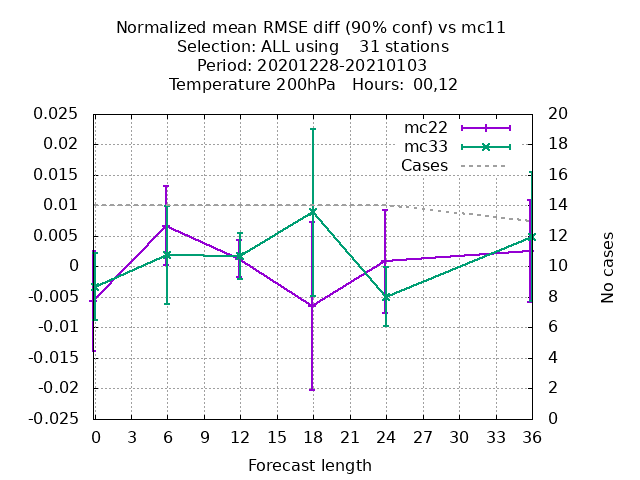 Normalized mean RMSE diff (90% conf) vs mc11
Selection: ALL using    31 stations
Period: 20201228-20210103
Temperature 200hPa   Hours:  00,12
mc22
mc33
Cases
0.025
0.02
0.015
0.01
0.005
0
-0.005
-0.01
-0.015
-0.02
-0.025
20
18
16
14
12
10
8
6
4
2
0
No cases
0 3 6 9 12 15 18 21 24 27 30 33 36
Forecast length